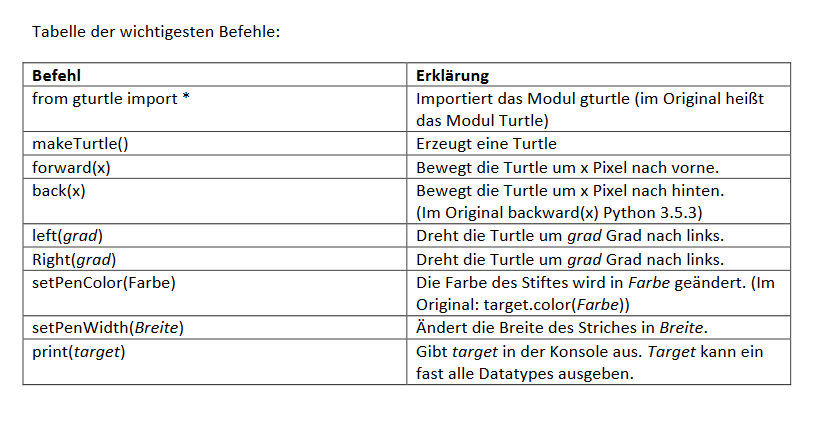 Tabelle der wichtigesten Befehle:
Befehl Erklärung
from gturtle import * Importiert das Modul gturtle (im Original heißt
das Modul Turtle)
makeTurtle() Erzeugt eine Turtle
forward(x) Bewegt die Turtle um x Pixel nach vorne.
back(x) Bewegt die Turtle um x Pixel nach hinten.
(Im Original backward(x) Python 3.5.3)
left(grad) Dreht die Turtle um grad Grad nach links.
Right(grad) Dreht die Turtle um grad Grad nach links.
setPenColor(Farbe) Die Farbe des Stiftes wird in Farbe geändert. (Im
Original: target.color(Farbe))
setPenWidth(Breite) Ändert die Breite des Striches in Breite.
print(target) Gibt target in der Konsole aus. Target kann ein
fast alle Datatypes ausgeben.